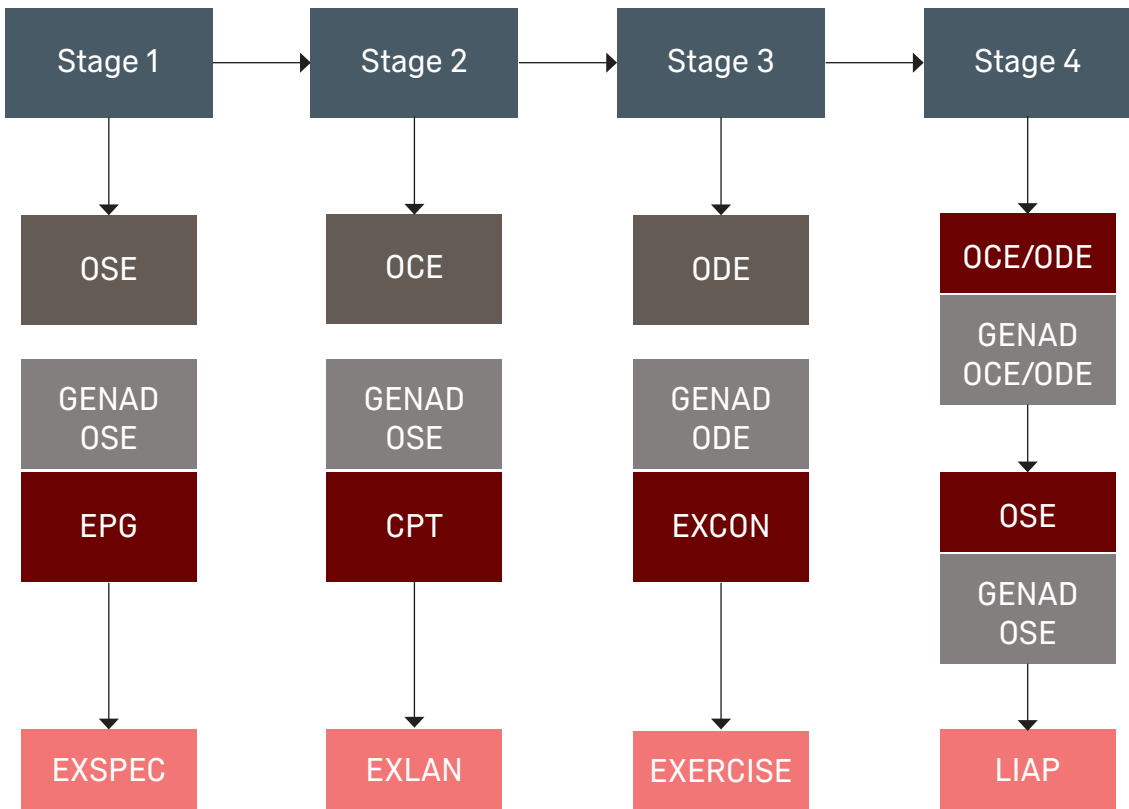 Stage 1
Stage 2
Stage 3
Stage 4
OSE
OCE
ODE
OCE/ODE
GENAD
OCE/ODE
GENAD
OSE
GENAD
OSE
GENAD
ODE
EPG
CPT
EXCON
OSE
GENAD
OSE
EXSPEC
EXLAN
EXERCISE
LIAP